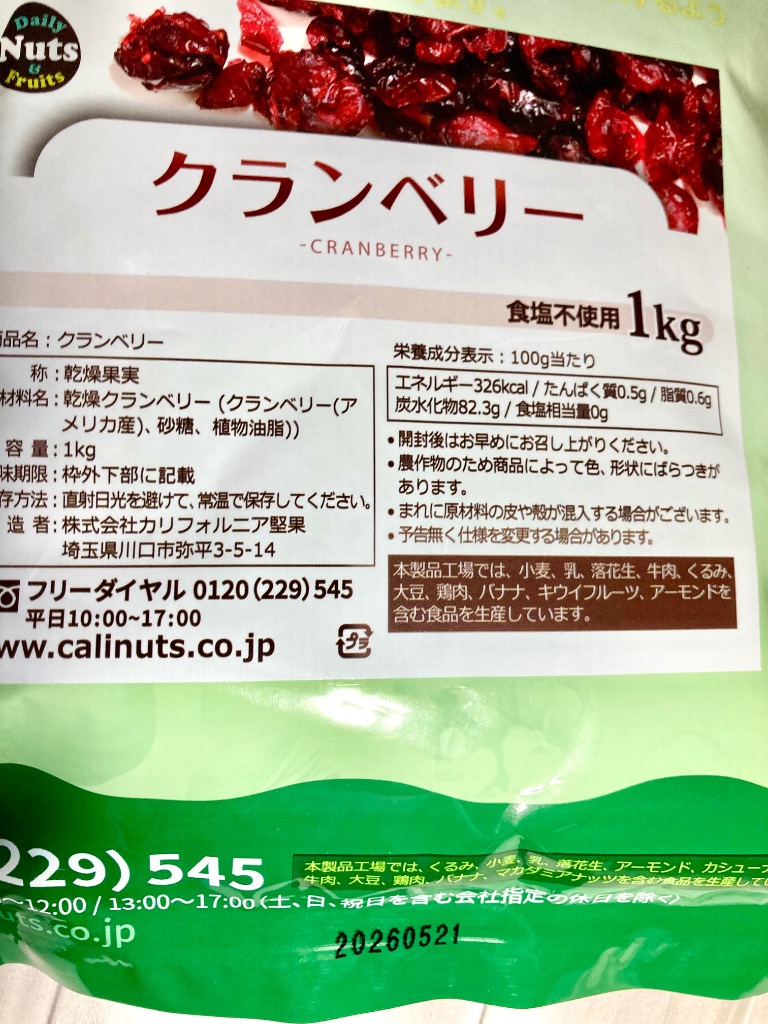 Daily
Nuts
&
Fruits
クランベリー
-CRANBERRY-
食塩不使用 1kg
品名：クランベリー
称：乾燥果実
材料名：乾燥クランベリー (クランベリー(ア
メリカ産)、砂糖、植物油脂))
容量：1kg
味期限：枠外下部に記載
存方法：直射日光を避けて、常温で保存してください。
造者：株式会社カリフォルニア堅果
埼玉県川口市弥平3-5-14
フリーダイヤル 0120(229)545
平日10:00~17:00
ww.calinuts.co.jp
プラ
栄養成分表示：100g当たり
エネルギー326kcal / たんぱく質0.5g / 脂質0.6g
炭水化物82.3g / 食塩相当量0g
•開封後はお早めにお召し上がりください。
•農作物のため商品によって色、形状にばらつきが
あります。
•まれに原材料の皮や殻が混入する場合がございます。
•予告無く仕様を変更する場合があります。
本製品工場では、小麦、乳、落花生、牛肉、くるみ、
大豆、鶏肉、バナナ、キウイフルーツ、アーモンドを
含む食品を生産しています。
229) 545
~12:00 / 13:00~17:00 (土、日、祝日を含む会社指定の休日を除く)
uts.co.jp
本製品工場では、くるみ、小麦、乳、落花生、アーモンド、カシュー
牛肉、大豆、鶏肉、バナナ、マカダミアナッツを含む食品を生産して
20260521